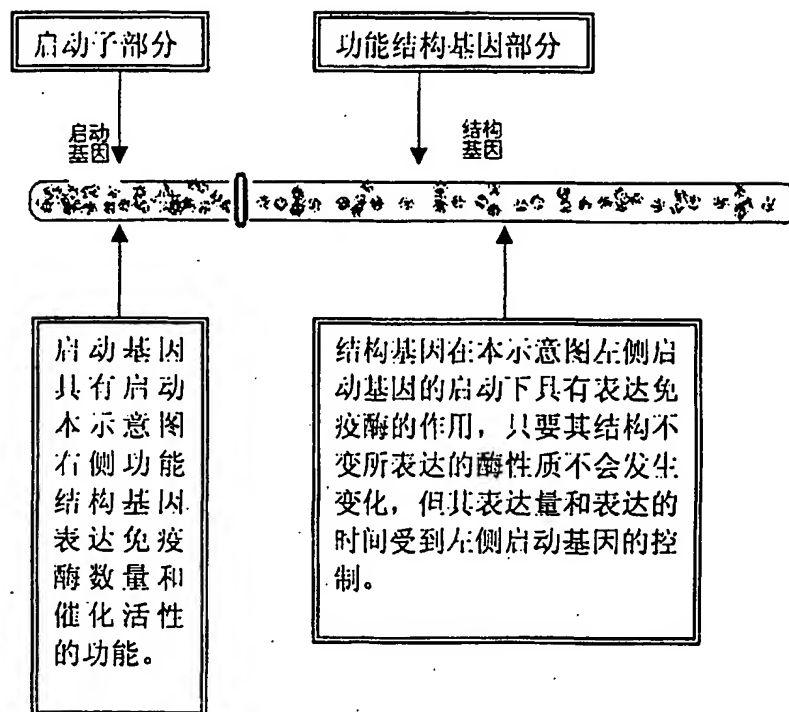 启动子部分
功能结构基因部分
启动
基因
结构
基因
启动基因
具有启动
本示意图
右侧功能
结构基因
表达免疫
酶数量和
催化活性
的功能。
结构基因在本示意图左侧启
动基因的启动下具有表达免
疫酶的作用，只要其结构不
变所表达的酶性质不会发生
变化，但其表达量和表达的
时间受到左侧启动基因的控
制。